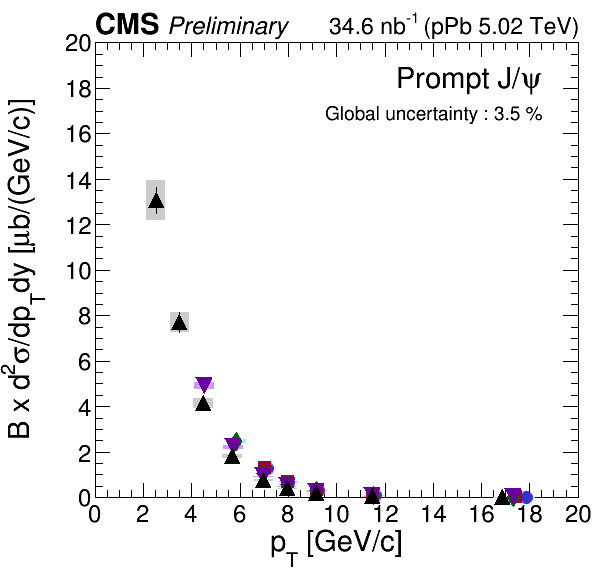 CMS Preliminary 34.6 nb⁻¹ (pPb 5.02 TeV)
Prompt J/ψ
Global uncertainty : 3.5 %
B x d²σ/dp_T dy [μb/(GeV/c)]
20
18
16
14
12
10
8
6
4
2
0
0 2 4 6 8 10 12 14 16 18 20
p_T [GeV/c]